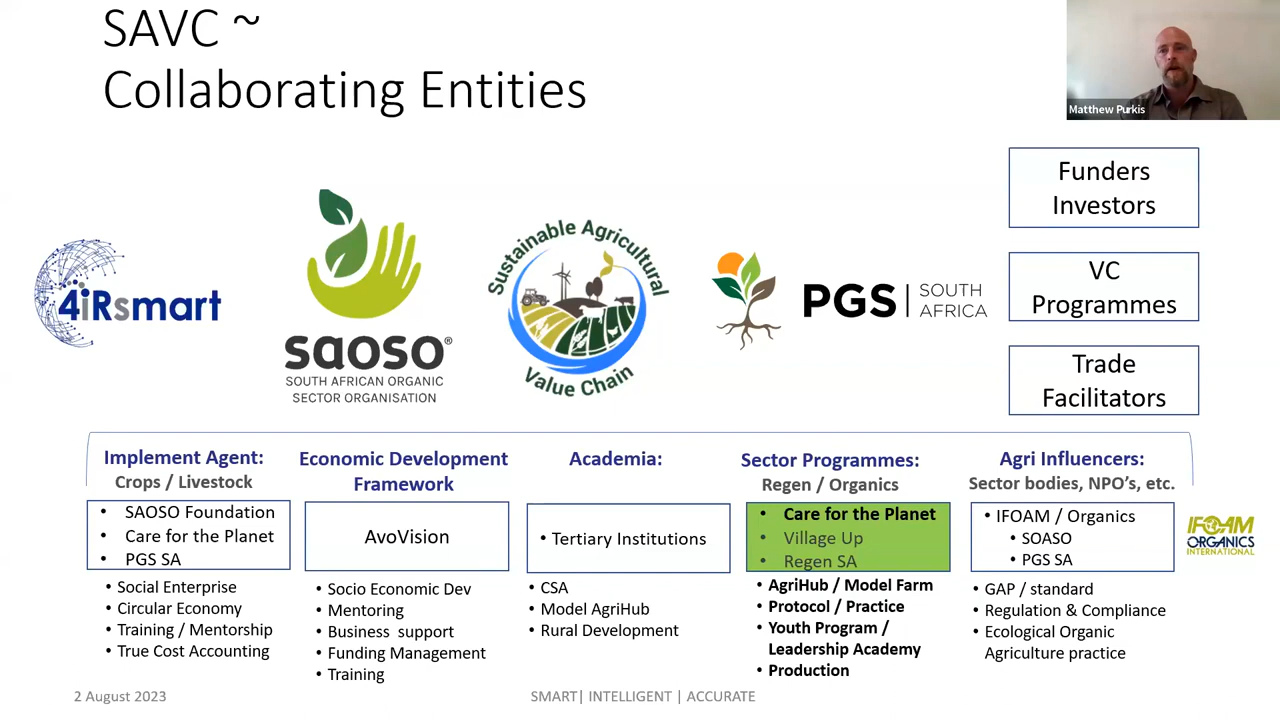 SAVC ~
Collaborating Entities
Matthew Purkis
Funders
Investors
VC
Programmes
Trade
Facilitators
4iRsmart
saoso®
SOUTH AFRICAN ORGANIC
SECTOR ORGANISATION
Sustainable Agricultural
Value Chain
PGS | SOUTH
AFRICA
Implement Agent:
Crops / Livestock
• SAOSO Foundation
• Care for the Planet
• PGS SA
• Social Enterprise
• Circular Economy
• Training / Mentorship
• True Cost Accounting
Economic Development
Framework
AvoVision
• Socio Economic Dev
• Mentoring
• Business support
• Funding Management
• Training
Academia:
• Tertiary Institutions
• CSA
• Model AgriHub
• Rural Development
Sector Programmes:
Regen / Organics
• Care for the Planet
• Village Up
• Regen SA
• AgriHub / Model Farm
• Protocol / Practice
• Youth Program /
Leadership Academy
• Production
Agri Influencers:
Sector bodies, NPO's, etc.
• IFOAM / Organics
• SOASO
• PGS SA
• GAP / standard
• Regulation & Compliance
• Ecological Organic
Agriculture practice
IFOAM
ORGANICS
INTERNATIONAL
2 August 2023
SMART| INTELLIGENT | ACCURATE